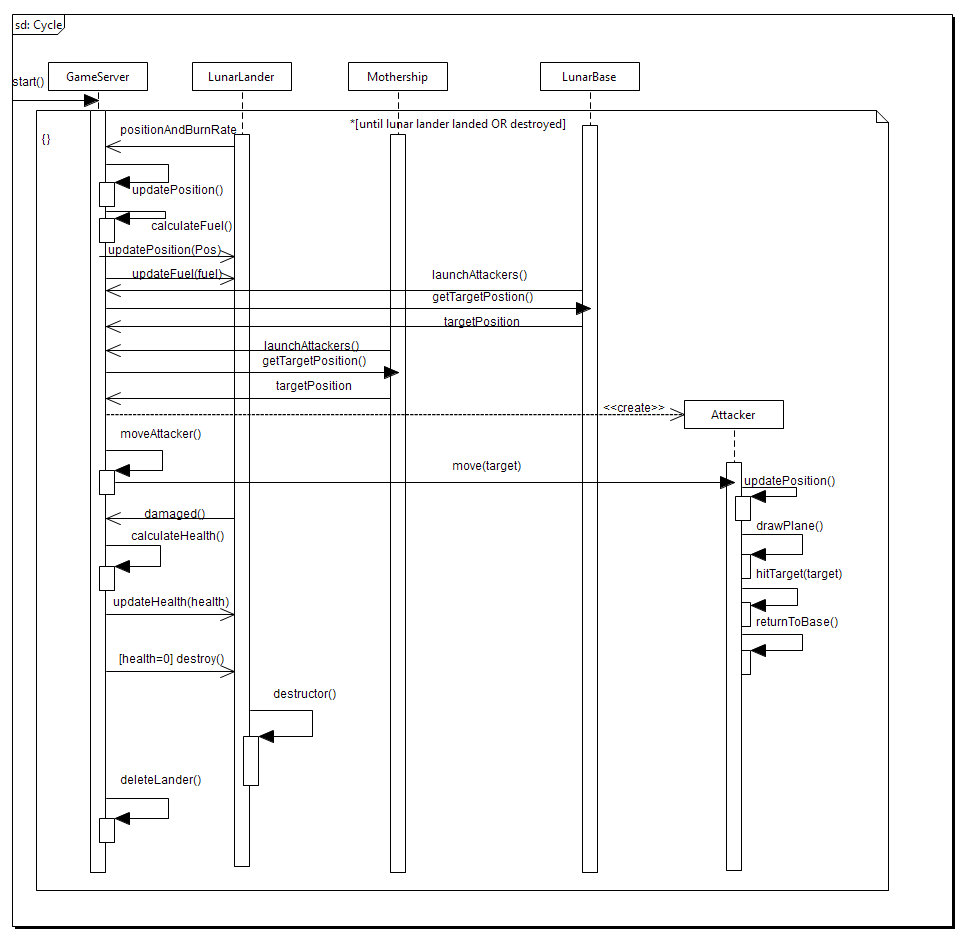 sd: Cycle
start()
GameServer
LunarLander
Mothership
LunarBase
*[until lunar lander landed OR destroyed]
{}
positionAndBurnRate
updatePosition()
calculateFuel()
updatePosition(Pos)
updateFuel(fuel)
launchAttackers()
getTargetPostion()
targetPosition
launchAttackers()
getTargetPosition()
targetPosition
<<create>>
Attacker
moveAttacker()
move(target)
updatePosition()
damaged()
drawPlane()
calculateHealth()
hitTarget(target)
updateHealth(health)
returnToBase()
[health=0] destroy()
destructor()
deleteLander()